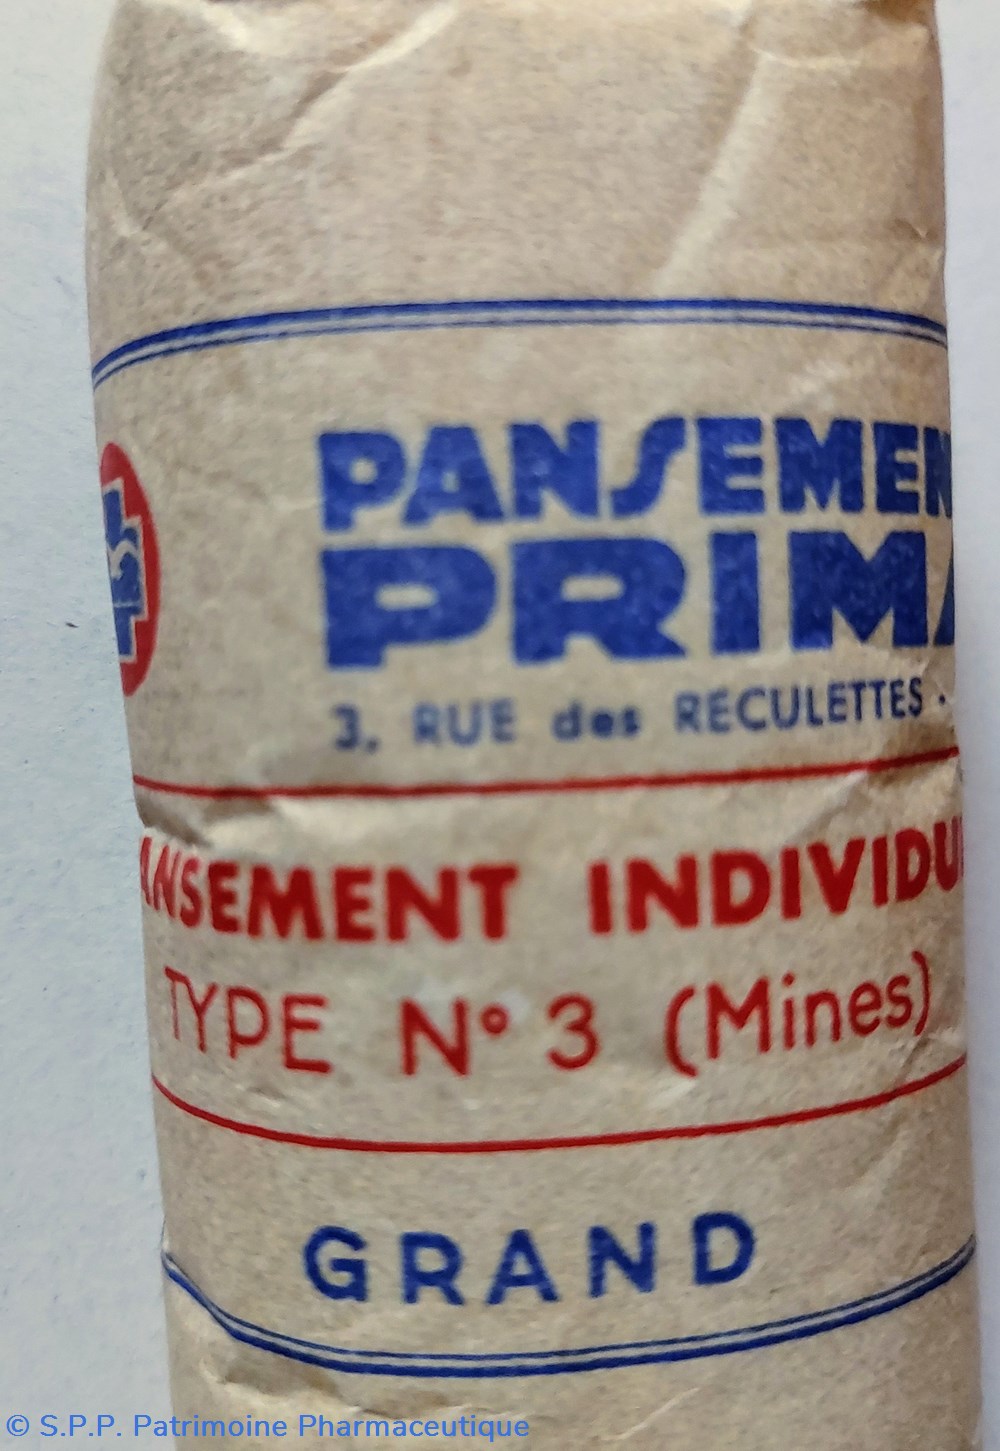 PANSEMEN
PRIMA
3, RUE des RECULETTES.
ANSEMENT INDIVIDU
TYPE N° 3 (Mines)
GRAND
© S.P.P. Patrimoine Pharmaceutique